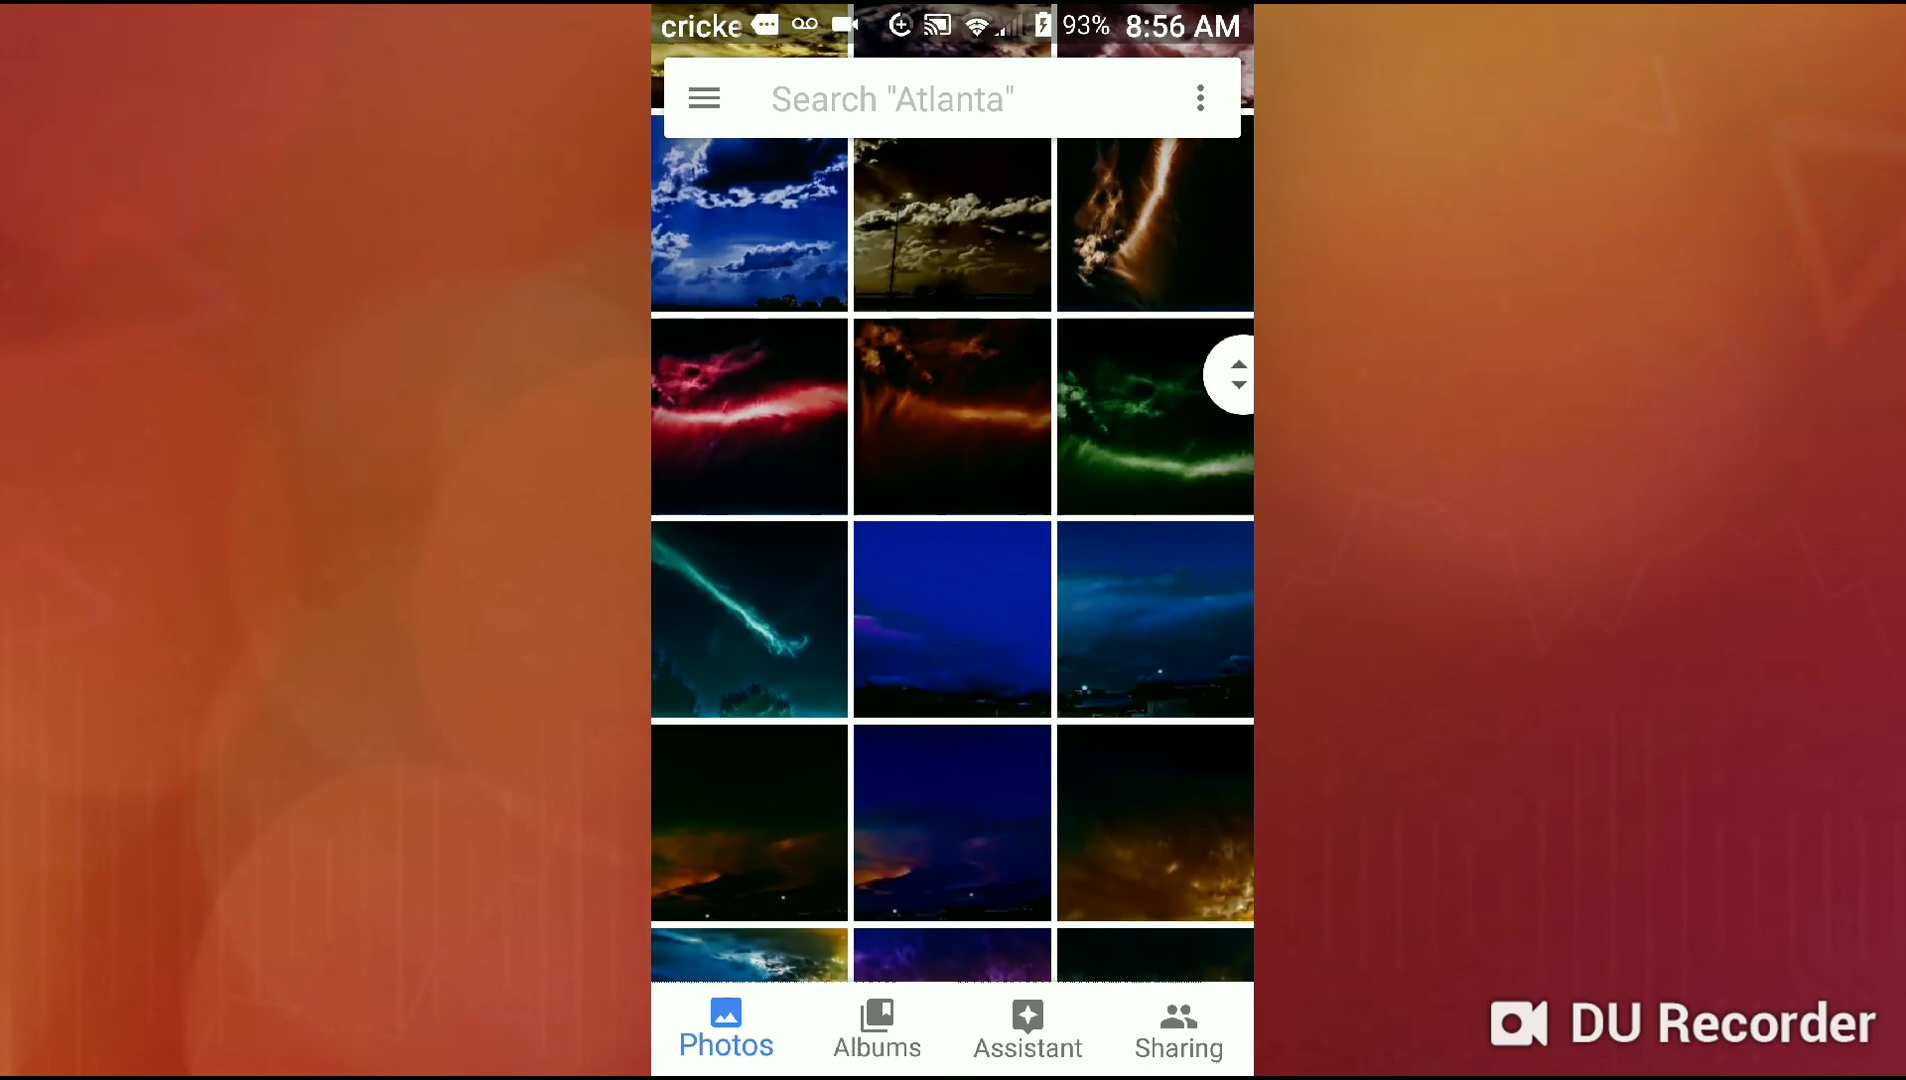 cricke 93% 8:56 AM
Search "Atlanta"
Photos Albums Assistant Sharing
DU Recorder